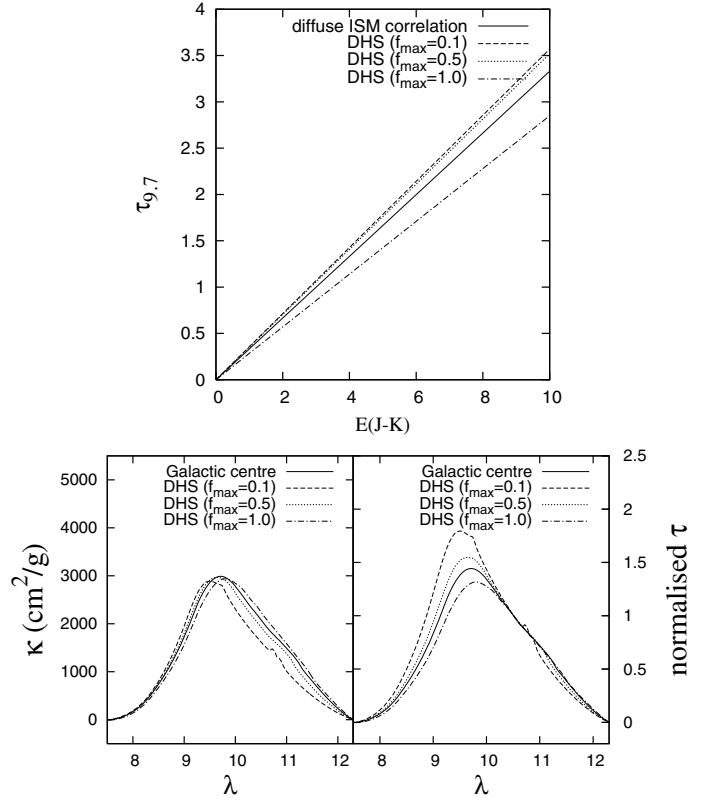 diffuse ISM correlation
DHS (fmax=0.1)
DHS (fmax=0.5)
DHS (fmax=1.0)
4
3.5
3
2.5
2
1.5
1
0.5
0
τ9.7
0 2 4 6 8 10
E(J-K)
Galactic centre
DHS (fmax=0.1)
DHS (fmax=0.5)
DHS (fmax=1.0)
5000
4000
3000
2000
1000
0
κ (cm²/g)
8 9 10 11 12
λ
Galactic centre
DHS (fmax=0.1)
DHS (fmax=0.5)
DHS (fmax=1.0)
2.5
2
1.5
1
0.5
0
normalised τ
8 9 10 11 12
λ